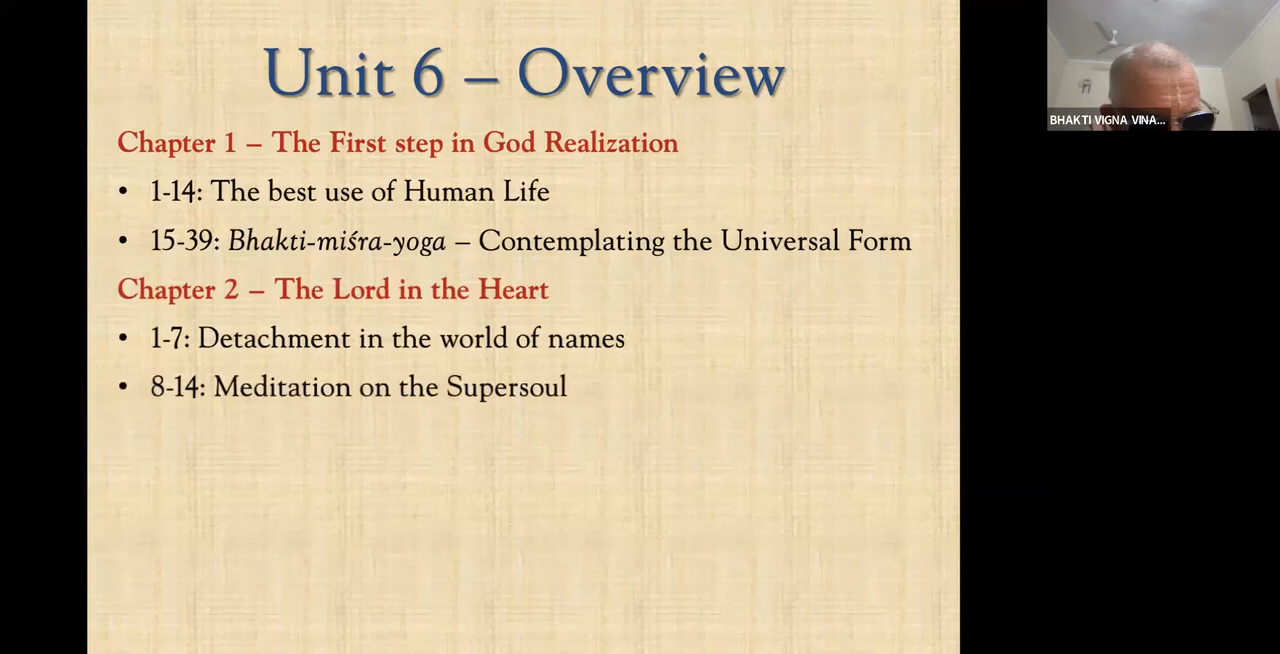 Unit 6 – Overview
Chapter 1 – The First step in God Realization
• 1-14: The best use of Human Life
• 15-39: Bhakti-miśra-yoga – Contemplating the Universal Form
Chapter 2 – The Lord in the Heart
• 1-7: Detachment in the world of names
• 8-14: Meditation on the Supersoul
BHAKTI VIGNA VINA...